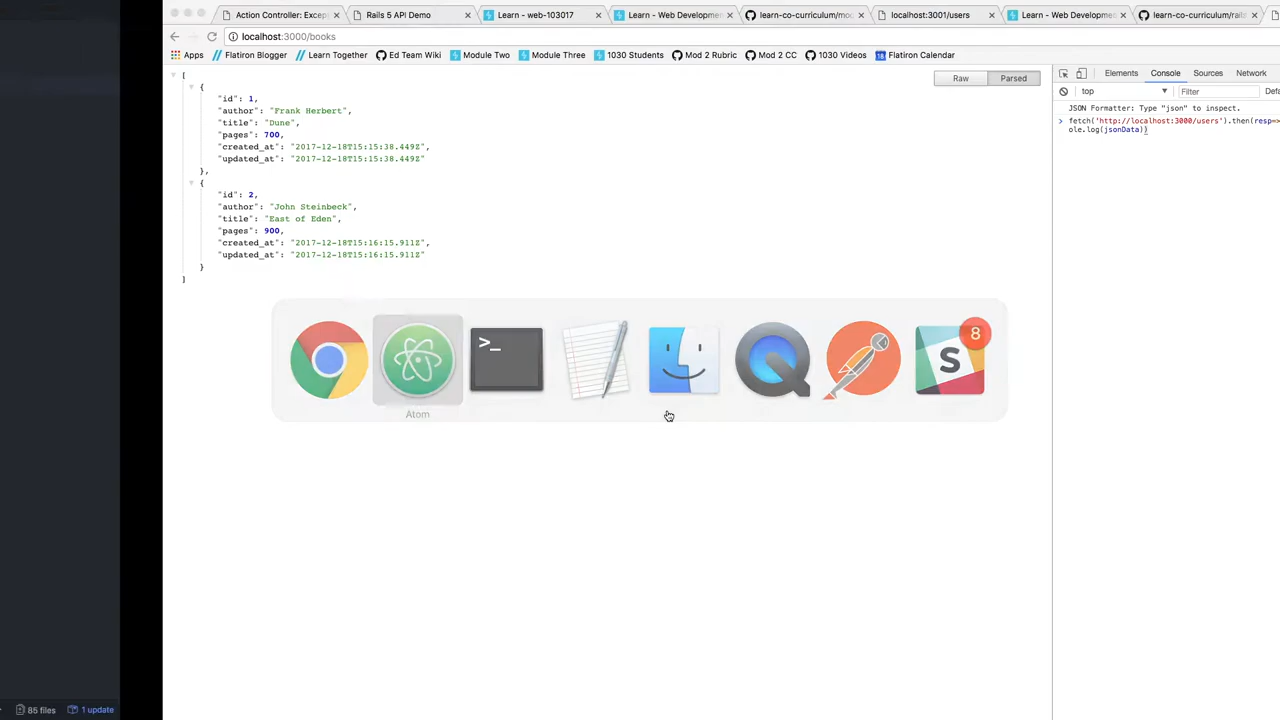 Action Controller: Excep
Rails 5 API Demo
Learn - web-103017
Learn - Web Developmen
learn-co-curriculum/mod
localhost:3001/users
Learn - Web Developmen
learn-co-curriculum/rails
localhost:3000/books
Apps
Flatiron Blogger
Learn Together
Ed Team Wiki
Module Two
Module Three
1030 Students
Mod 2 Rubric
Mod 2 CC
1030 Videos
Flatiron Calendar
Raw
Parsed
[
{
"id": 1,
"author": "Frank Herbert",
"title": "Dune",
"pages": 700,
"created_at": "2017-12-18T15:15:38.449Z",
"updated_at": "2017-12-18T15:15:38.449Z"
},
{
"id": 2,
"author": "John Steinbeck",
"title": "East of Eden",
"pages": 900,
"created_at": "2017-12-18T15:16:15.911Z",
"updated_at": "2017-12-18T15:16:15.911Z"
}
]
Elements
Console
Sources
Network
top
Filter
Defa
JSON Formatter: Type "json" to inspect.
> fetch('http://localhost:3000/users').then(resp=>
ole.log(jsonData)}
>_
S
8
Atom
85 files
1 update